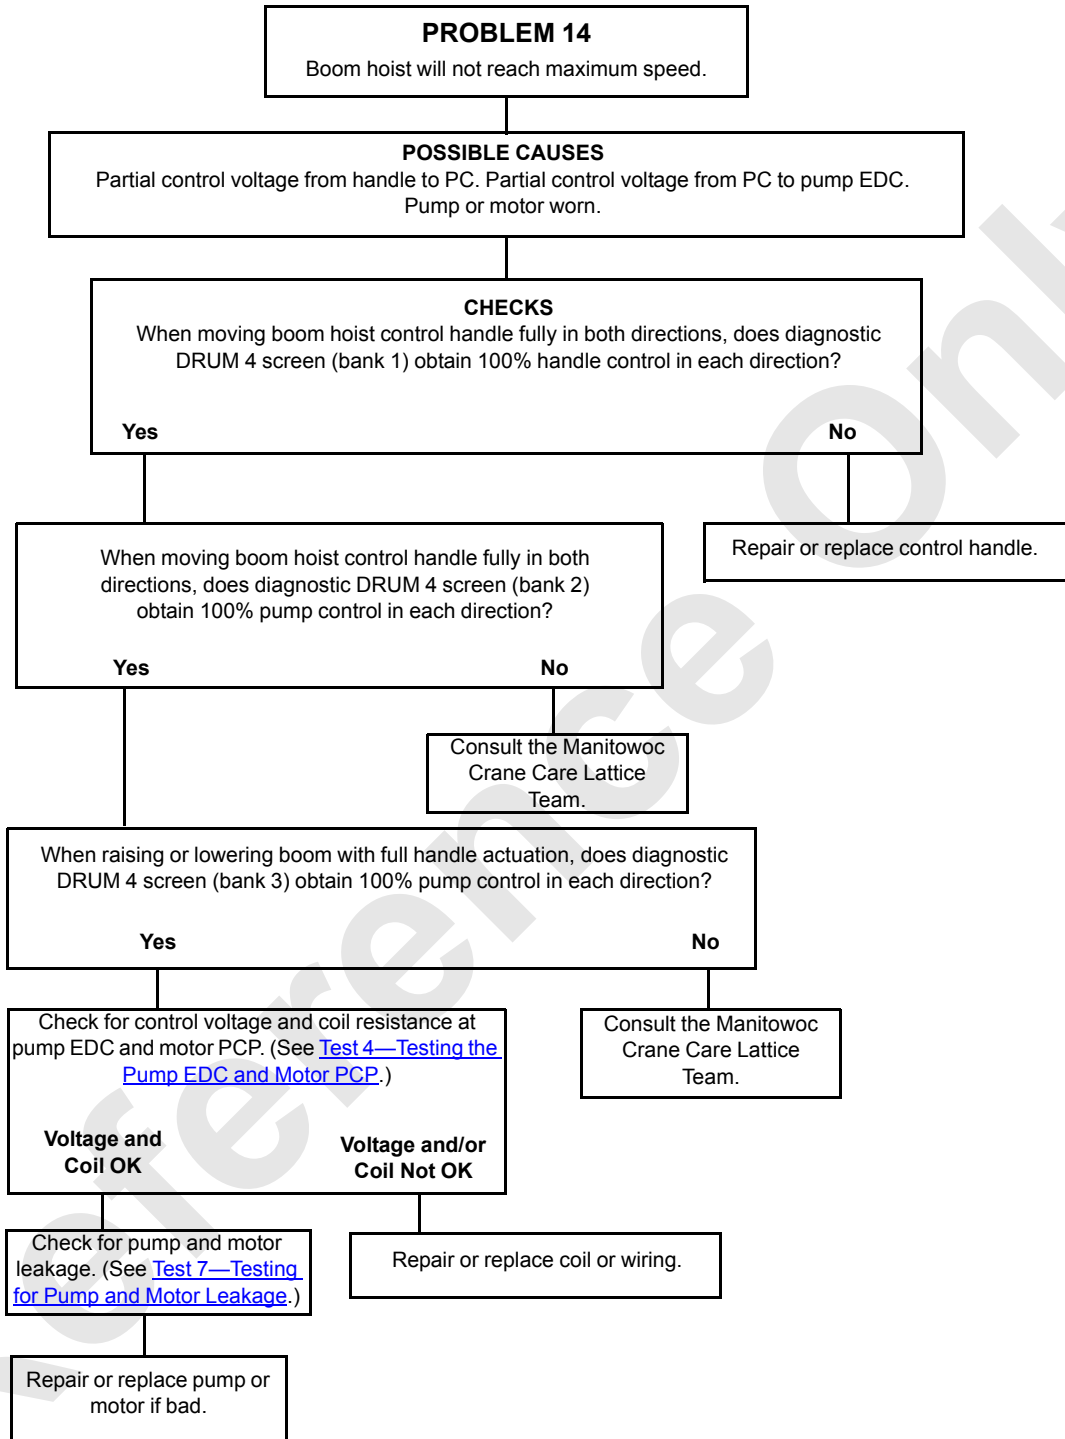 PROBLEM 14
Boom hoist will not reach maximum speed.
POSSIBLE CAUSES
Partial control voltage from handle to PC. Partial control voltage from PC to pump EDC.
Pump or motor worn.
CHECKS
When moving boom hoist control handle fully in both directions, does diagnostic
DRUM 4 screen (bank 1) obtain 100% handle control in each direction?
Yes
No
When moving boom hoist control handle fully in both
directions, does diagnostic DRUM 4 screen (bank 2)
obtain 100% pump control in each direction?
Yes
No
Repair or replace control handle.
Consult the Manitowoc
Crane Care Lattice
Team.
When raising or lowering boom with full handle actuation, does diagnostic
DRUM 4 screen (bank 3) obtain 100% pump control in each direction?
Yes
No
Check for control voltage and coil resistance at
pump EDC and motor PCP. (See Test 4—Testing the
Pump EDC and Motor PCP.)
Voltage and
Coil OK
Voltage and/or
Coil Not OK
Consult the Manitowoc
Crane Care Lattice
Team.
Check for pump and motor
leakage. (See Test 7—Testing
for Pump and Motor Leakage.)
Repair or replace coil or wiring.
Repair or replace pump or
motor if bad.
Reference Only